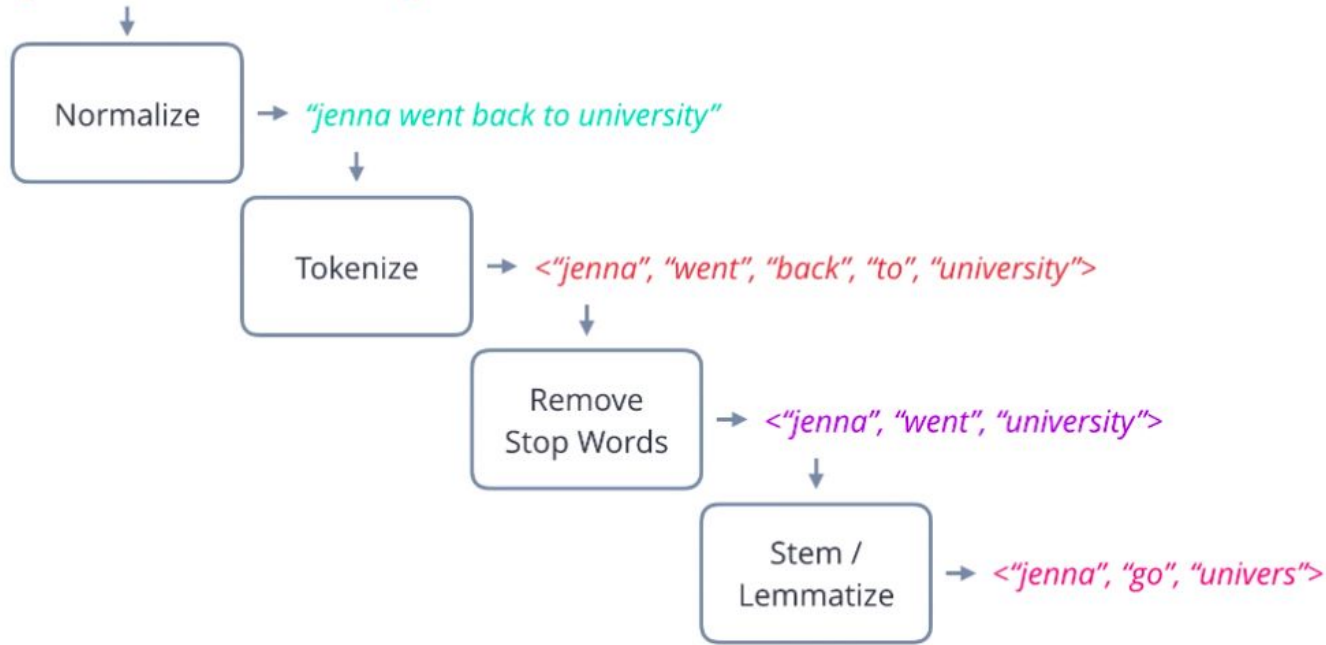 Normalize
“jenna went back to university”
Tokenize
<“jenna”, “went”, “back”, “to”, “university”>
Remove
Stop Words
<“jenna”, “went”, “university”>
Stem /
Lemmatize
<“jenna”, “go”, “univers”>